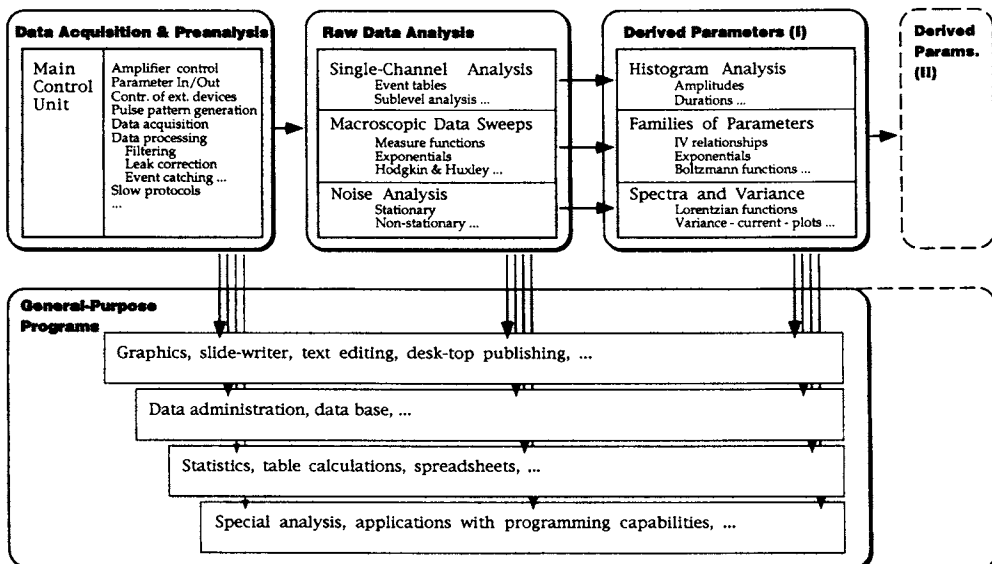 Data Acquisition & Preanalysis
Main
Control
Unit
Amplifier control
Parameter In/Out
Contr. of ext. devices
Pulse pattern generation
Data acquisition
Data processing
Filtering
Leak correction
Event catching ...
Slow protocols
...
Raw Data Analysis
Single-Channel Analysis
Event tables
Sublevel analysis ...
Macroscopic Data Sweeps
Measure functions
Exponentials
Hodgkin & Huxley ...
Noise Analysis
Stationary
Non-stationary ...
Derived Parameters (I)
Histogram Analysis
Amplitudes
Durations ...
Families of Parameters
IV relationships
Exponentials
Boltzmann functions ...
Spectra and Variance
Lorentzian functions
Variance - current - plots ...
Derived
Params.
(II)
General-Purpose
Programs
Graphics, slide-writer, text editing, desk-top publishing, ...
Data administration, data base, ...
Statistics, table calculations, spreadsheets, ...
Special analysis, applications with programming capabilities, ...